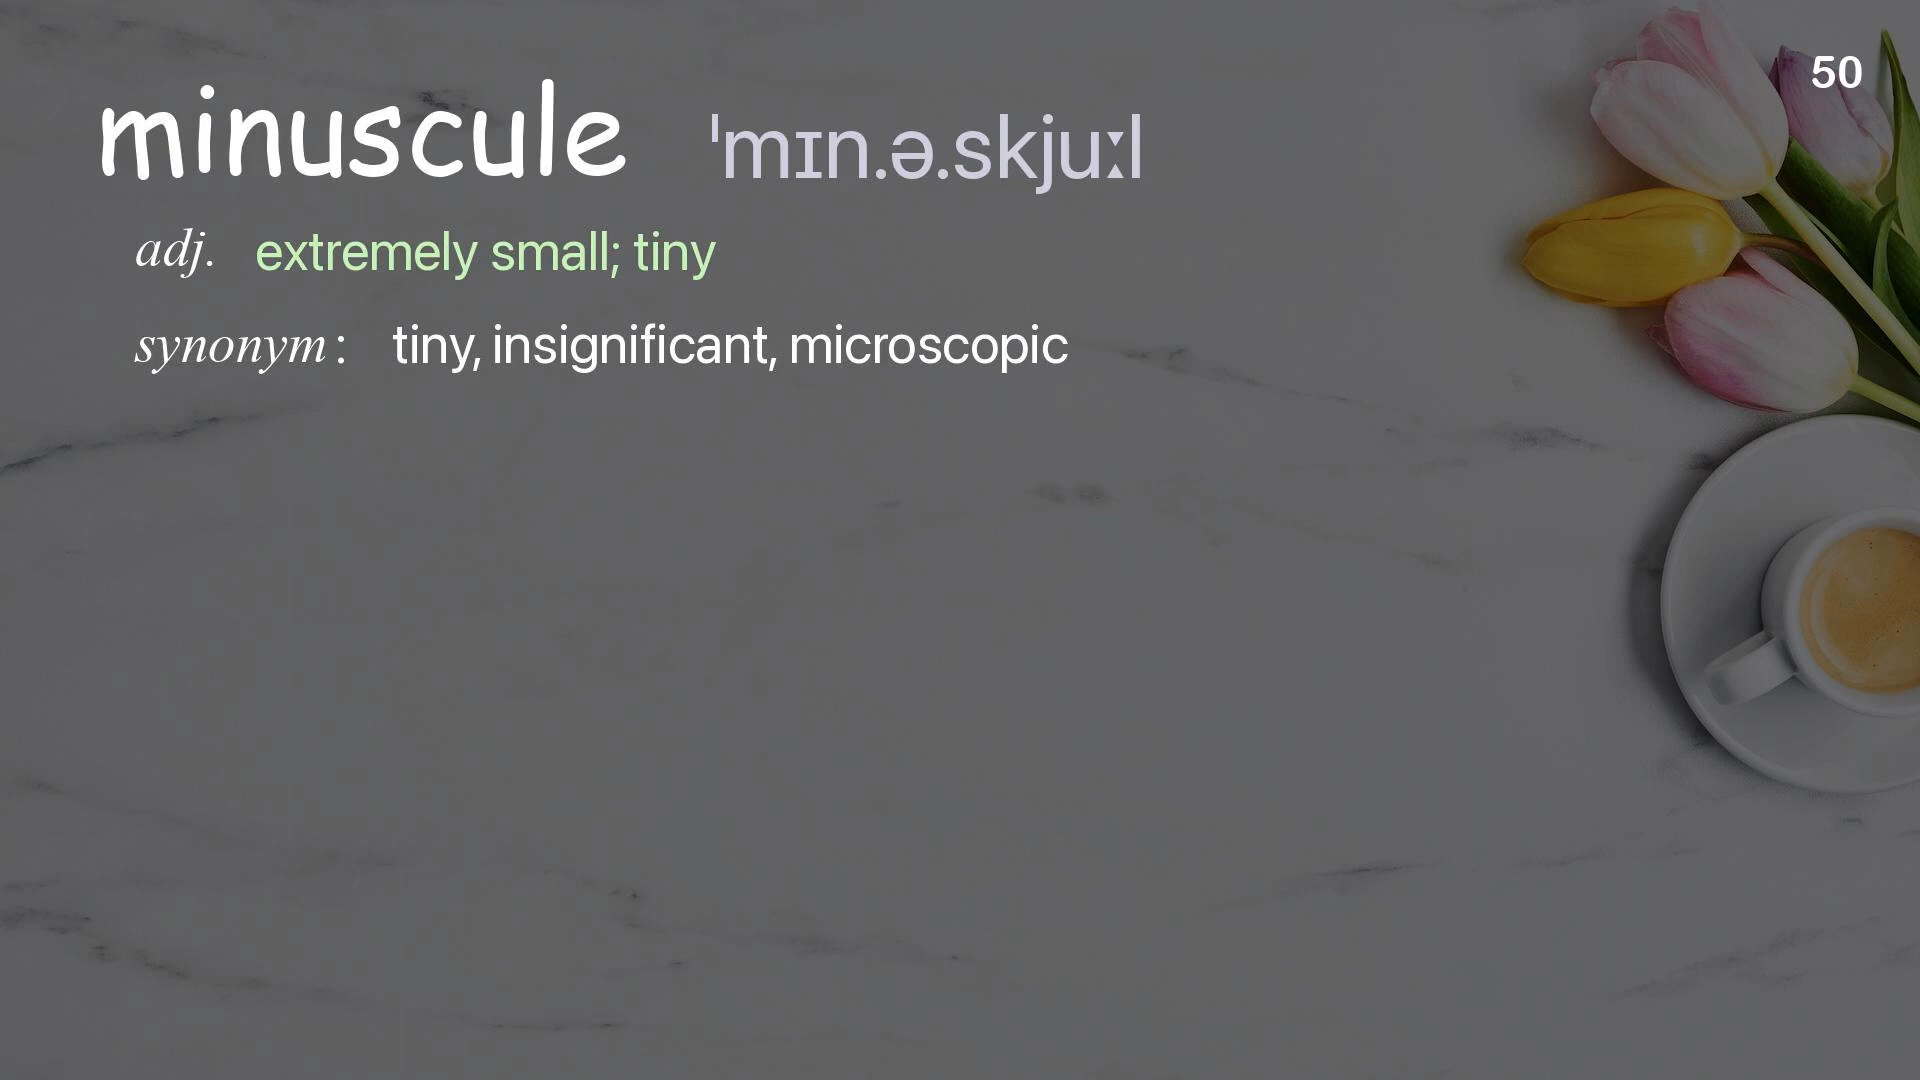 50
minuscule ˈmɪn.ə.skjuːl
adj. extremely small; tiny
synonym : tiny, insignificant, microscopic